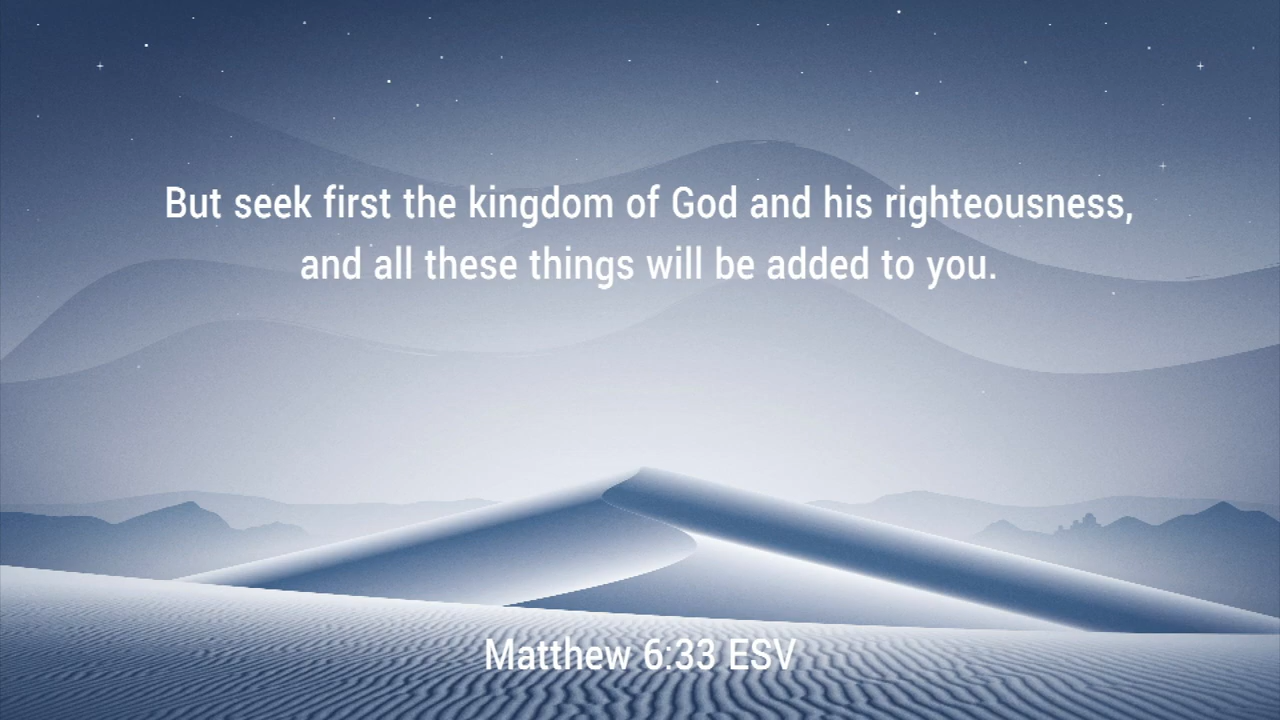 But seek first the kingdom of God and his righteousness,
and all these things will be added to you.
Matthew 6:33 ESV